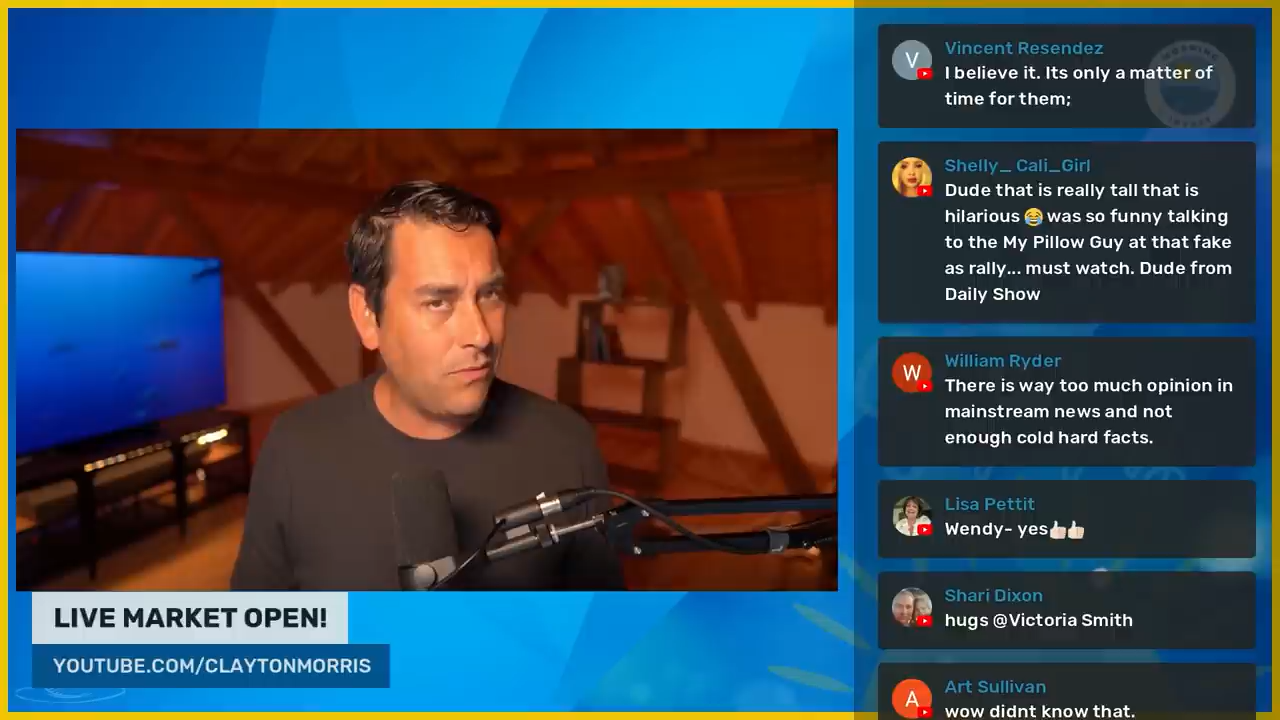 LIVE MARKET OPEN!
YOUTUBE.COM/CLAYTONMORRIS
V
Vincent Resendez
I believe it. Its only a matter of
time for them;
MORNING
INVEST
Shelly_ Cali_Girl
Dude that is really tall that is
hilarious 😂 was so funny talking
to the My Pillow Guy at that fake
as rally... must watch. Dude from
Daily Show
W
William Ryder
There is way too much opinion in
mainstream news and not
enough cold hard facts.
Lisa Pettit
Wendy- yes👍🏻👍🏻
Shari Dixon
hugs @Victoria Smith
A
Art Sullivan
wow didnt know that.